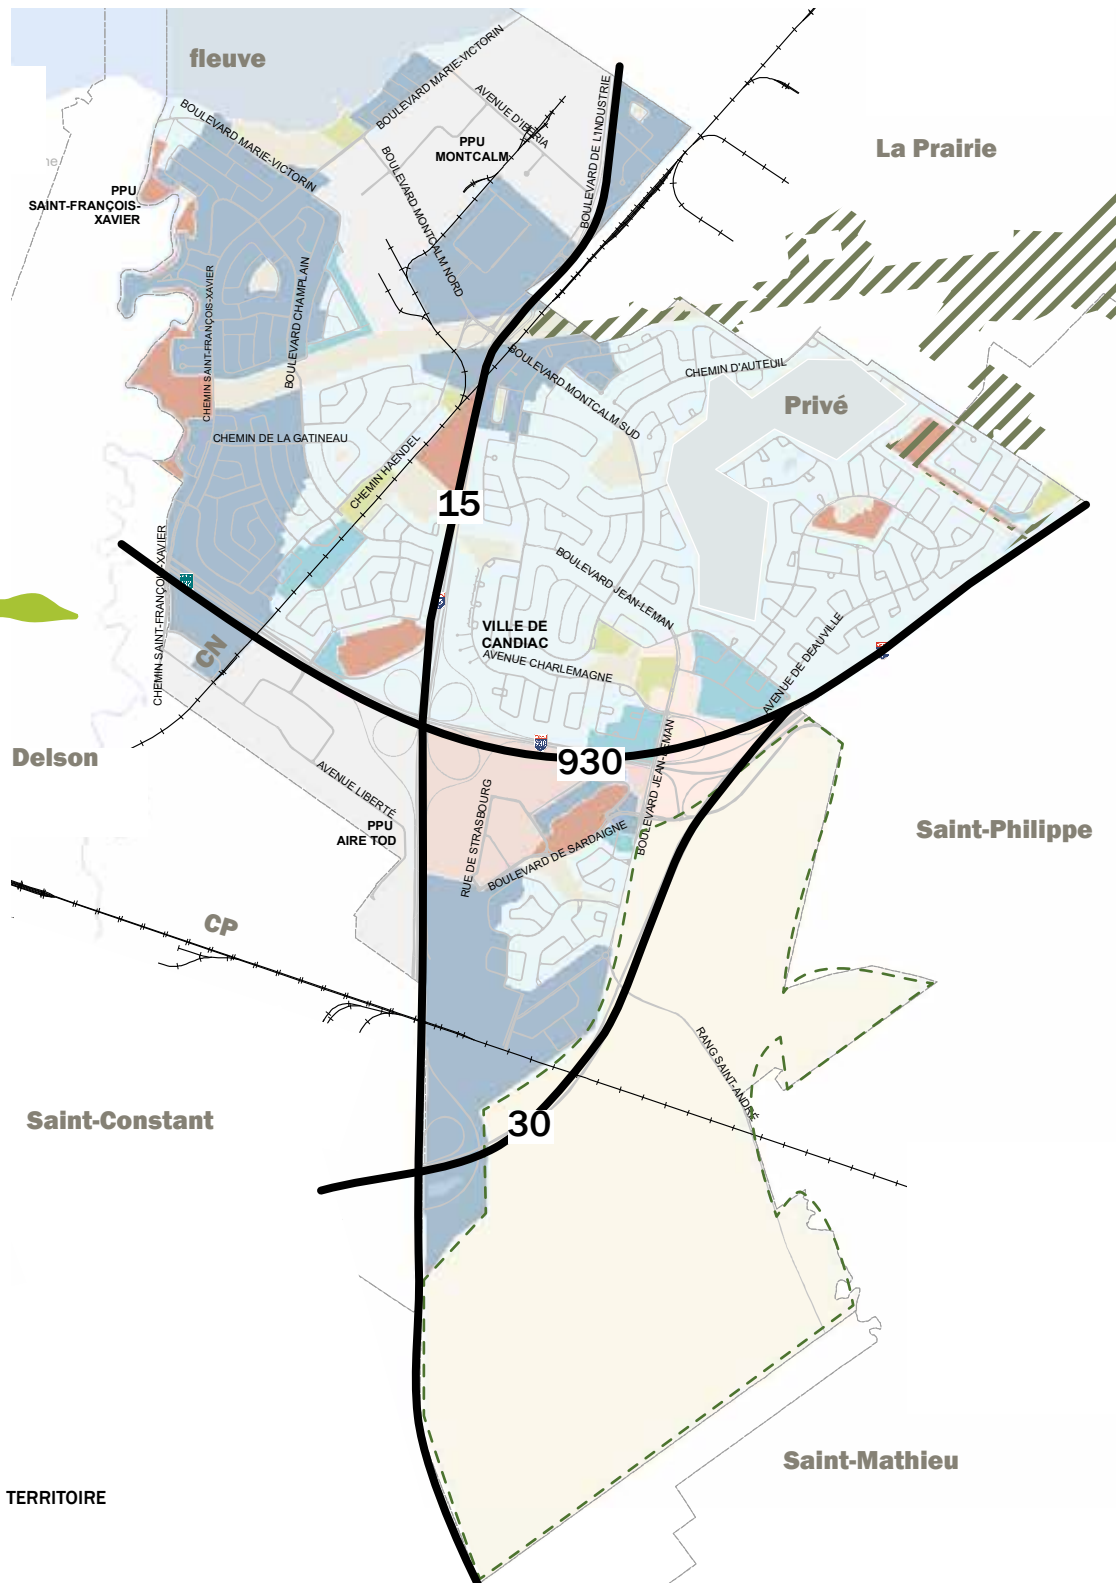 fleuve
BOULEVARD MARIE-VICTORIN
AVENUE D'IBÉRIA
BOULEVARD DE L'INDUSTRIE
BOULEVARD MARIE-VICTORIN
PPU
MONTCALM
La Prairie
BOULEVARD MONTCALM NORD
PPU
SAINT-FRANÇOIS-
XAVIER
CHEMIN SAINT-FRANÇOIS-XAVIER
BOULEVARD CHAMPLAIN
BOULEVARD MONTCALM SUD
CHEMIN D'AUTEUIL
Privé
CHEMIN DE LA GATINEAU
CHEMIN HAENDEL
15
CHEMIN SAINT-FRANÇOIS-XAVIER
BOULEVARD JEAN-LEMAN
VILLE DE
CANDIAC
AVENUE CHARLEMAGNE
AVENUE DE DEAUVILLE
CN
Delson
930
BOULEVARD JEAN-LEMAN
AVENUE LIBERTÉ
PPU
AIRE TOD
RUE DE STRASBOURG
BOULEVARD DE SARDAIGNE
Saint-Philippe
CP
RANG SAINT-ANDRÉ
Saint-Constant
30
Saint-Mathieu
TERRITOIRE